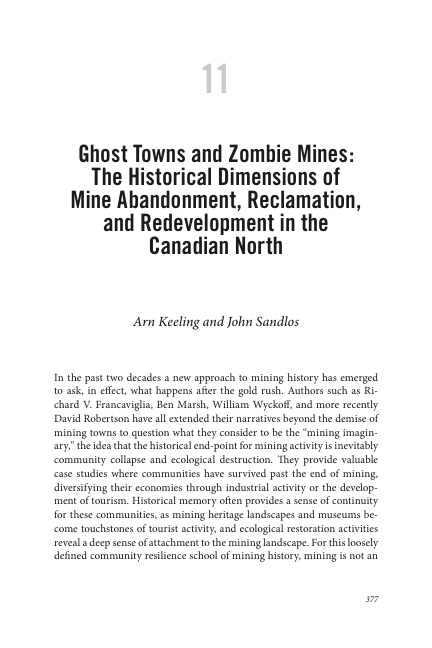 11
Ghost Towns and Zombie Mines:
The Historical Dimensions of
Mine Abandonment, Reclamation,
and Redevelopment in the
Canadian North
Arn Keeling and John Sandlos
In the past two decades a new approach to mining history has emerged
to ask, in effect, what happens after the gold rush. Authors such as Ri-
chard V. Francaviglia, Ben Marsh, William Wyckoff, and more recently
David Robertson have all extended their narratives beyond the demise of
mining towns to question what they consider to be the “mining imagin-
ary,” the idea that the historical end-point for mining activity is inevitably
community collapse and ecological destruction. They provide valuable
case studies where communities have survived past the end of mining,
diversifying their economies through industrial activity or the develop-
ment of tourism. Historical memory often provides a sense of continuity
for these communities, as mining heritage landscapes and museums be-
come touchstones of tourist activity, and ecological restoration activities
reveal a deep sense of attachment to the mining landscape. For this loosely
defined community resilience school of mining history, mining is not an
377